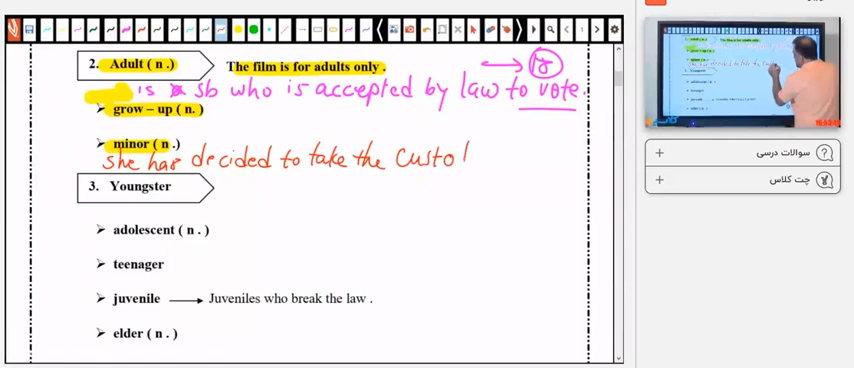 2. Adult ( n .) The film is for adults only .
is sb who is accepted by law to vote.
grow – up ( n.)
minor ( n .)
she has decided to take the Custo
3. Youngster
adolescent ( n . )
teenager
juvenile → Juveniles who break the law .
elder ( n . )
سوالات درسی
چت کلاس